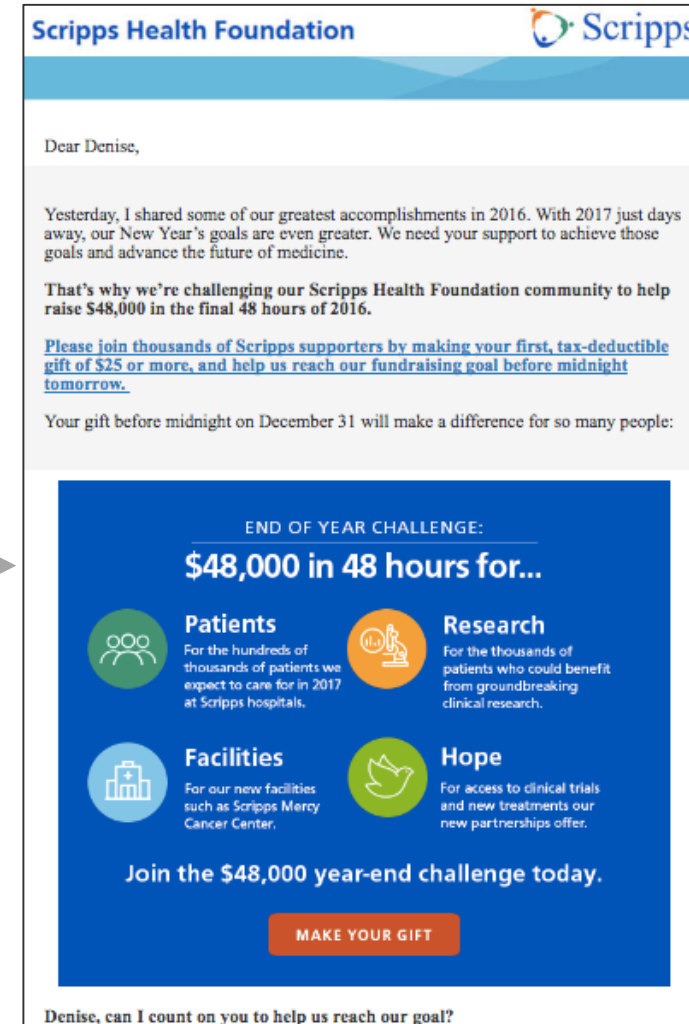 Scripps Health Foundation
Scripps
Dear Denise,
Yesterday, I shared some of our greatest accomplishments in 2016. With 2017 just days
away, our New Year's goals are even greater. We need your support to achieve those
goals and advance the future of medicine.
That's why we're challenging our Scripps Health Foundation community to help
raise $48,000 in the final 48 hours of 2016.
Please join thousands of Scripps supporters by making your first, tax-deductible
gift of $25 or more, and help us reach our fundraising goal before midnight
tomorrow.
Your gift before midnight on December 31 will make a difference for so many people:
END OF YEAR CHALLENGE:
$48,000 in 48 hours for...
Patients
For the hundreds of
thousands of patients we
expect to care for in 2017
at Scripps hospitals.
Research
For the thousands of
patients who could benefit
from groundbreaking
clinical research.
Facilities
For our new facilities
such as Scripps Mercy
Cancer Center.
Hope
For access to clinical trials
and new treatments our
new partnerships offer.
Join the $48,000 year-end challenge today.
MAKE YOUR GIFT
Denise, can I count on you to help us reach our goal?